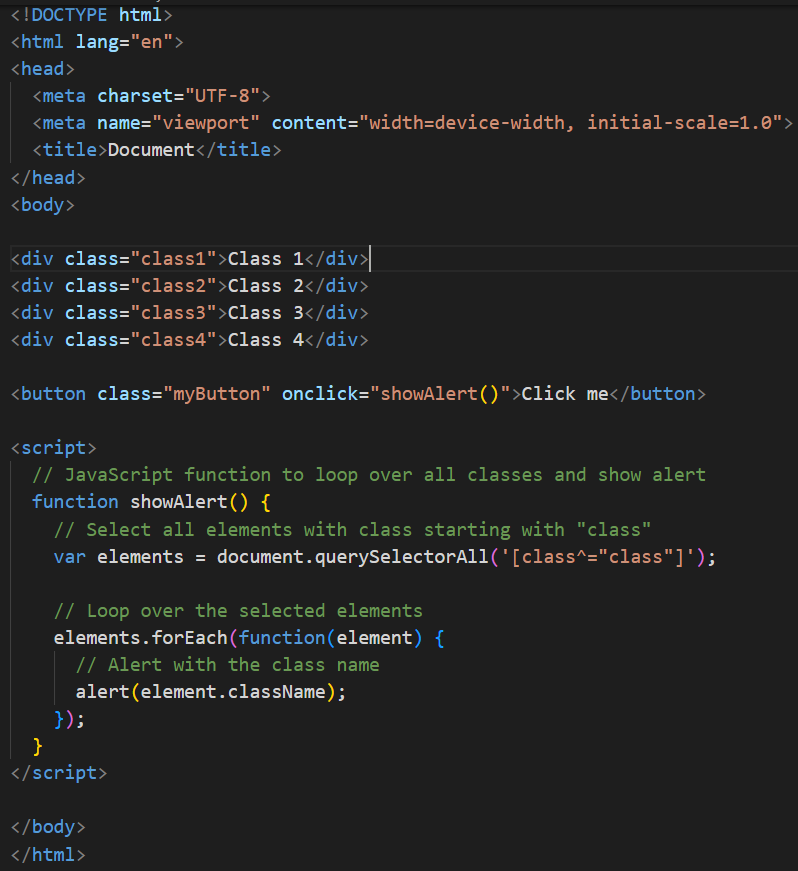 <!DOCTYPE html>
<html lang="en">
<head>
  <meta charset="UTF-8">
  <meta name="viewport" content="width=device-width, initial-scale=1.0">
  <title>Document</title>
</head>
<body>

<div class="class1">Class 1</div>
<div class="class2">Class 2</div>
<div class="class3">Class 3</div>
<div class="class4">Class 4</div>

<button class="myButton" onclick="showAlert()">Click me</button>

<script>
  // JavaScript function to loop over all classes and show alert
  function showAlert() {
    // Select all elements with class starting with "class"
    var elements = document.querySelectorAll('[class^="class"]');

    // Loop over the selected elements
    elements.forEach(function(element) {
      // Alert with the class name
      alert(element.className);
    });
  }
</script>

</body>
</html>